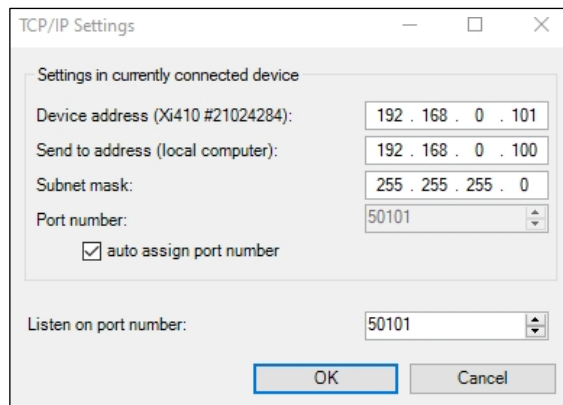 TCP/IP Settings
Settings in currently connected device
Device address (Xi410 #21024284): 192 . 168 . 0 . 101
Send to address (local computer): 192 . 168 . 0 . 100
Subnet mask: 255 . 255 . 255 . 0
Port number: 50101
auto assign port number
Listen on port number: 50101
OK Cancel